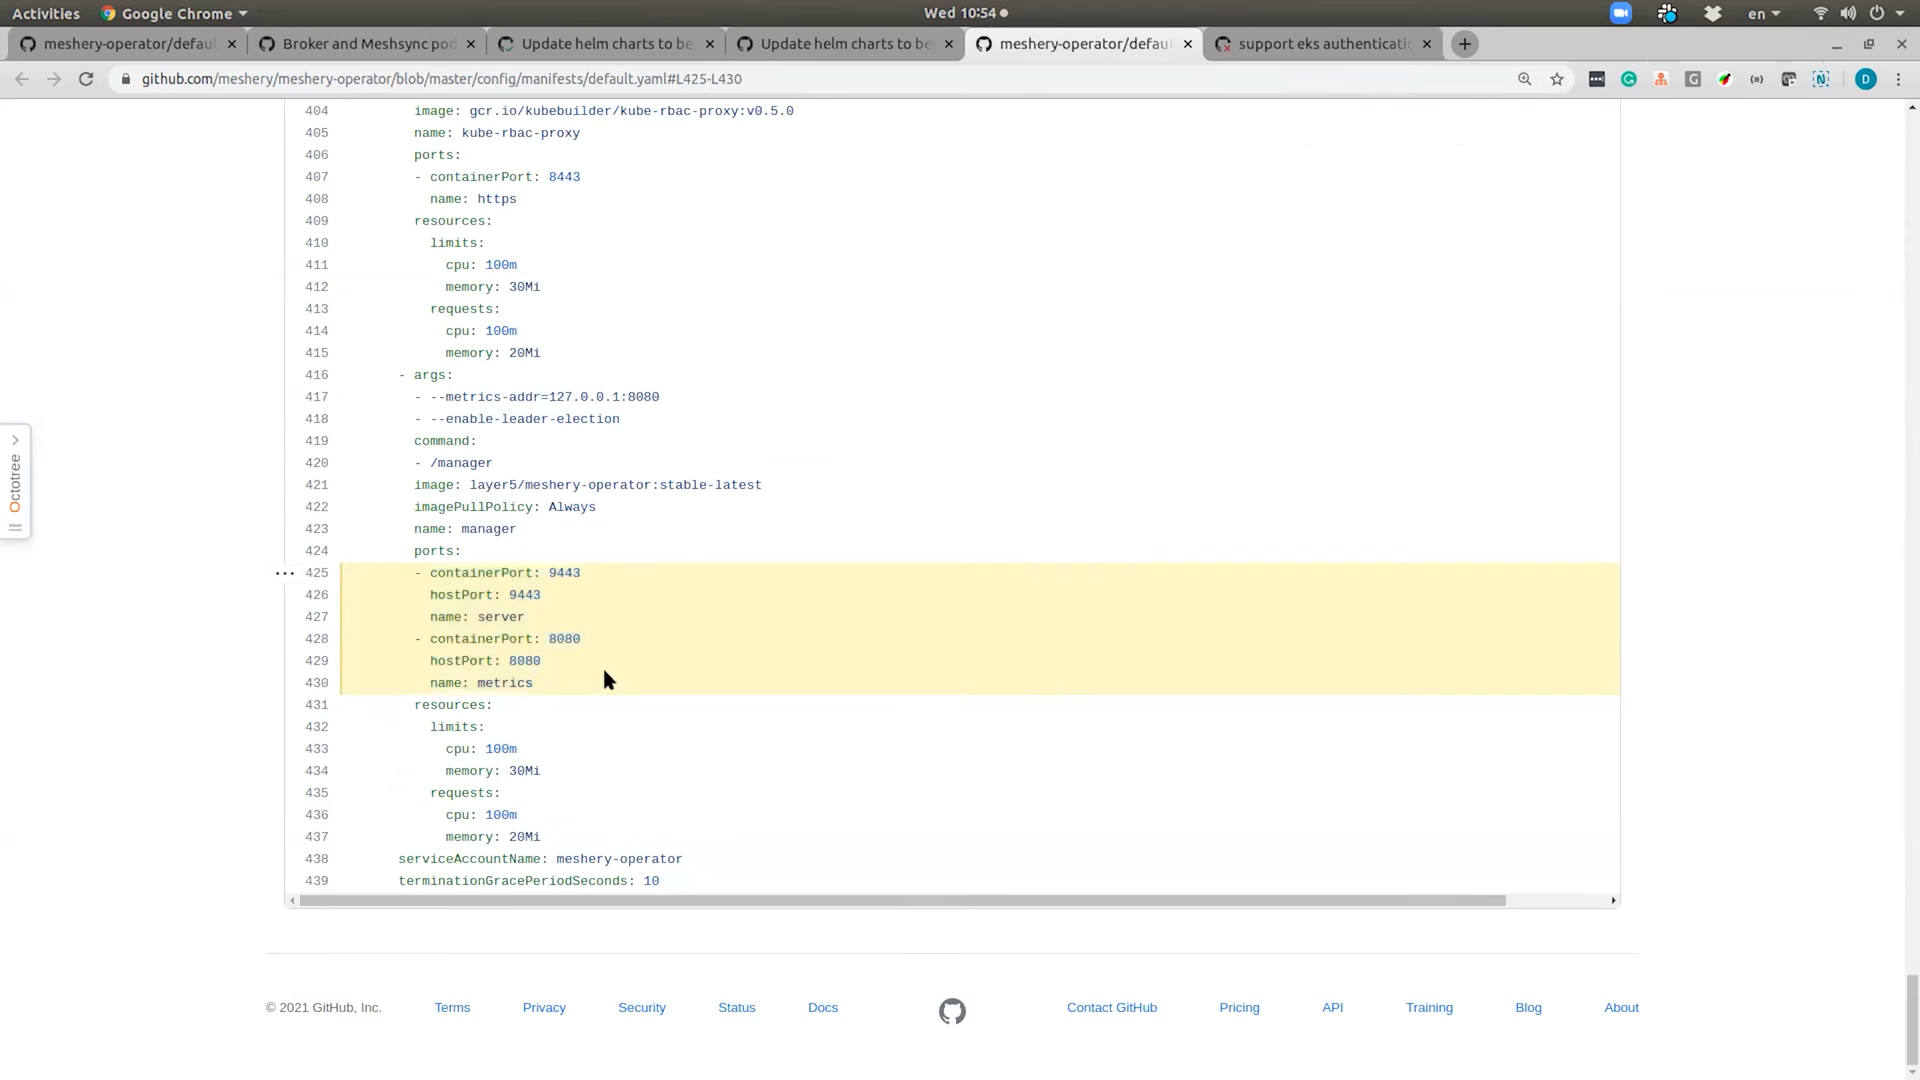 Activities
Google Chrome
Wed 10:54
en
meshery-operator/defau
Broker and Meshsync pod
Update helm charts to be
Update helm charts to be
meshery-operator/defau
support eks authenticati
github.com/meshery/meshery-operator/blob/master/config/manifests/default.yaml#L425-L430
D
Octotree
404 image: gcr.io/kubebuilder/kube-rbac-proxy:v0.5.0
405 name: kube-rbac-proxy
406 ports:
407 - containerPort: 8443
408 name: https
409 resources:
410 limits:
411 cpu: 100m
412 memory: 30Mi
413 requests:
414 cpu: 100m
415 memory: 20Mi
416 - args:
417 - --metrics-addr=127.0.0.1:8080
418 - --enable-leader-election
419 command:
420 - /manager
421 image: layer5/meshery-operator:stable-latest
422 imagePullPolicy: Always
423 name: manager
424 ports:
425 - containerPort: 9443
426 hostPort: 9443
427 name: server
428 - containerPort: 8080
429 hostPort: 8080
430 name: metrics
431 resources:
432 limits:
433 cpu: 100m
434 memory: 30Mi
435 requests:
436 cpu: 100m
437 memory: 20Mi
438 serviceAccountName: meshery-operator
439 terminationGracePeriodSeconds: 10
© 2021 GitHub, Inc.
Terms
Privacy
Security
Status
Docs
Contact GitHub
Pricing
API
Training
Blog
About